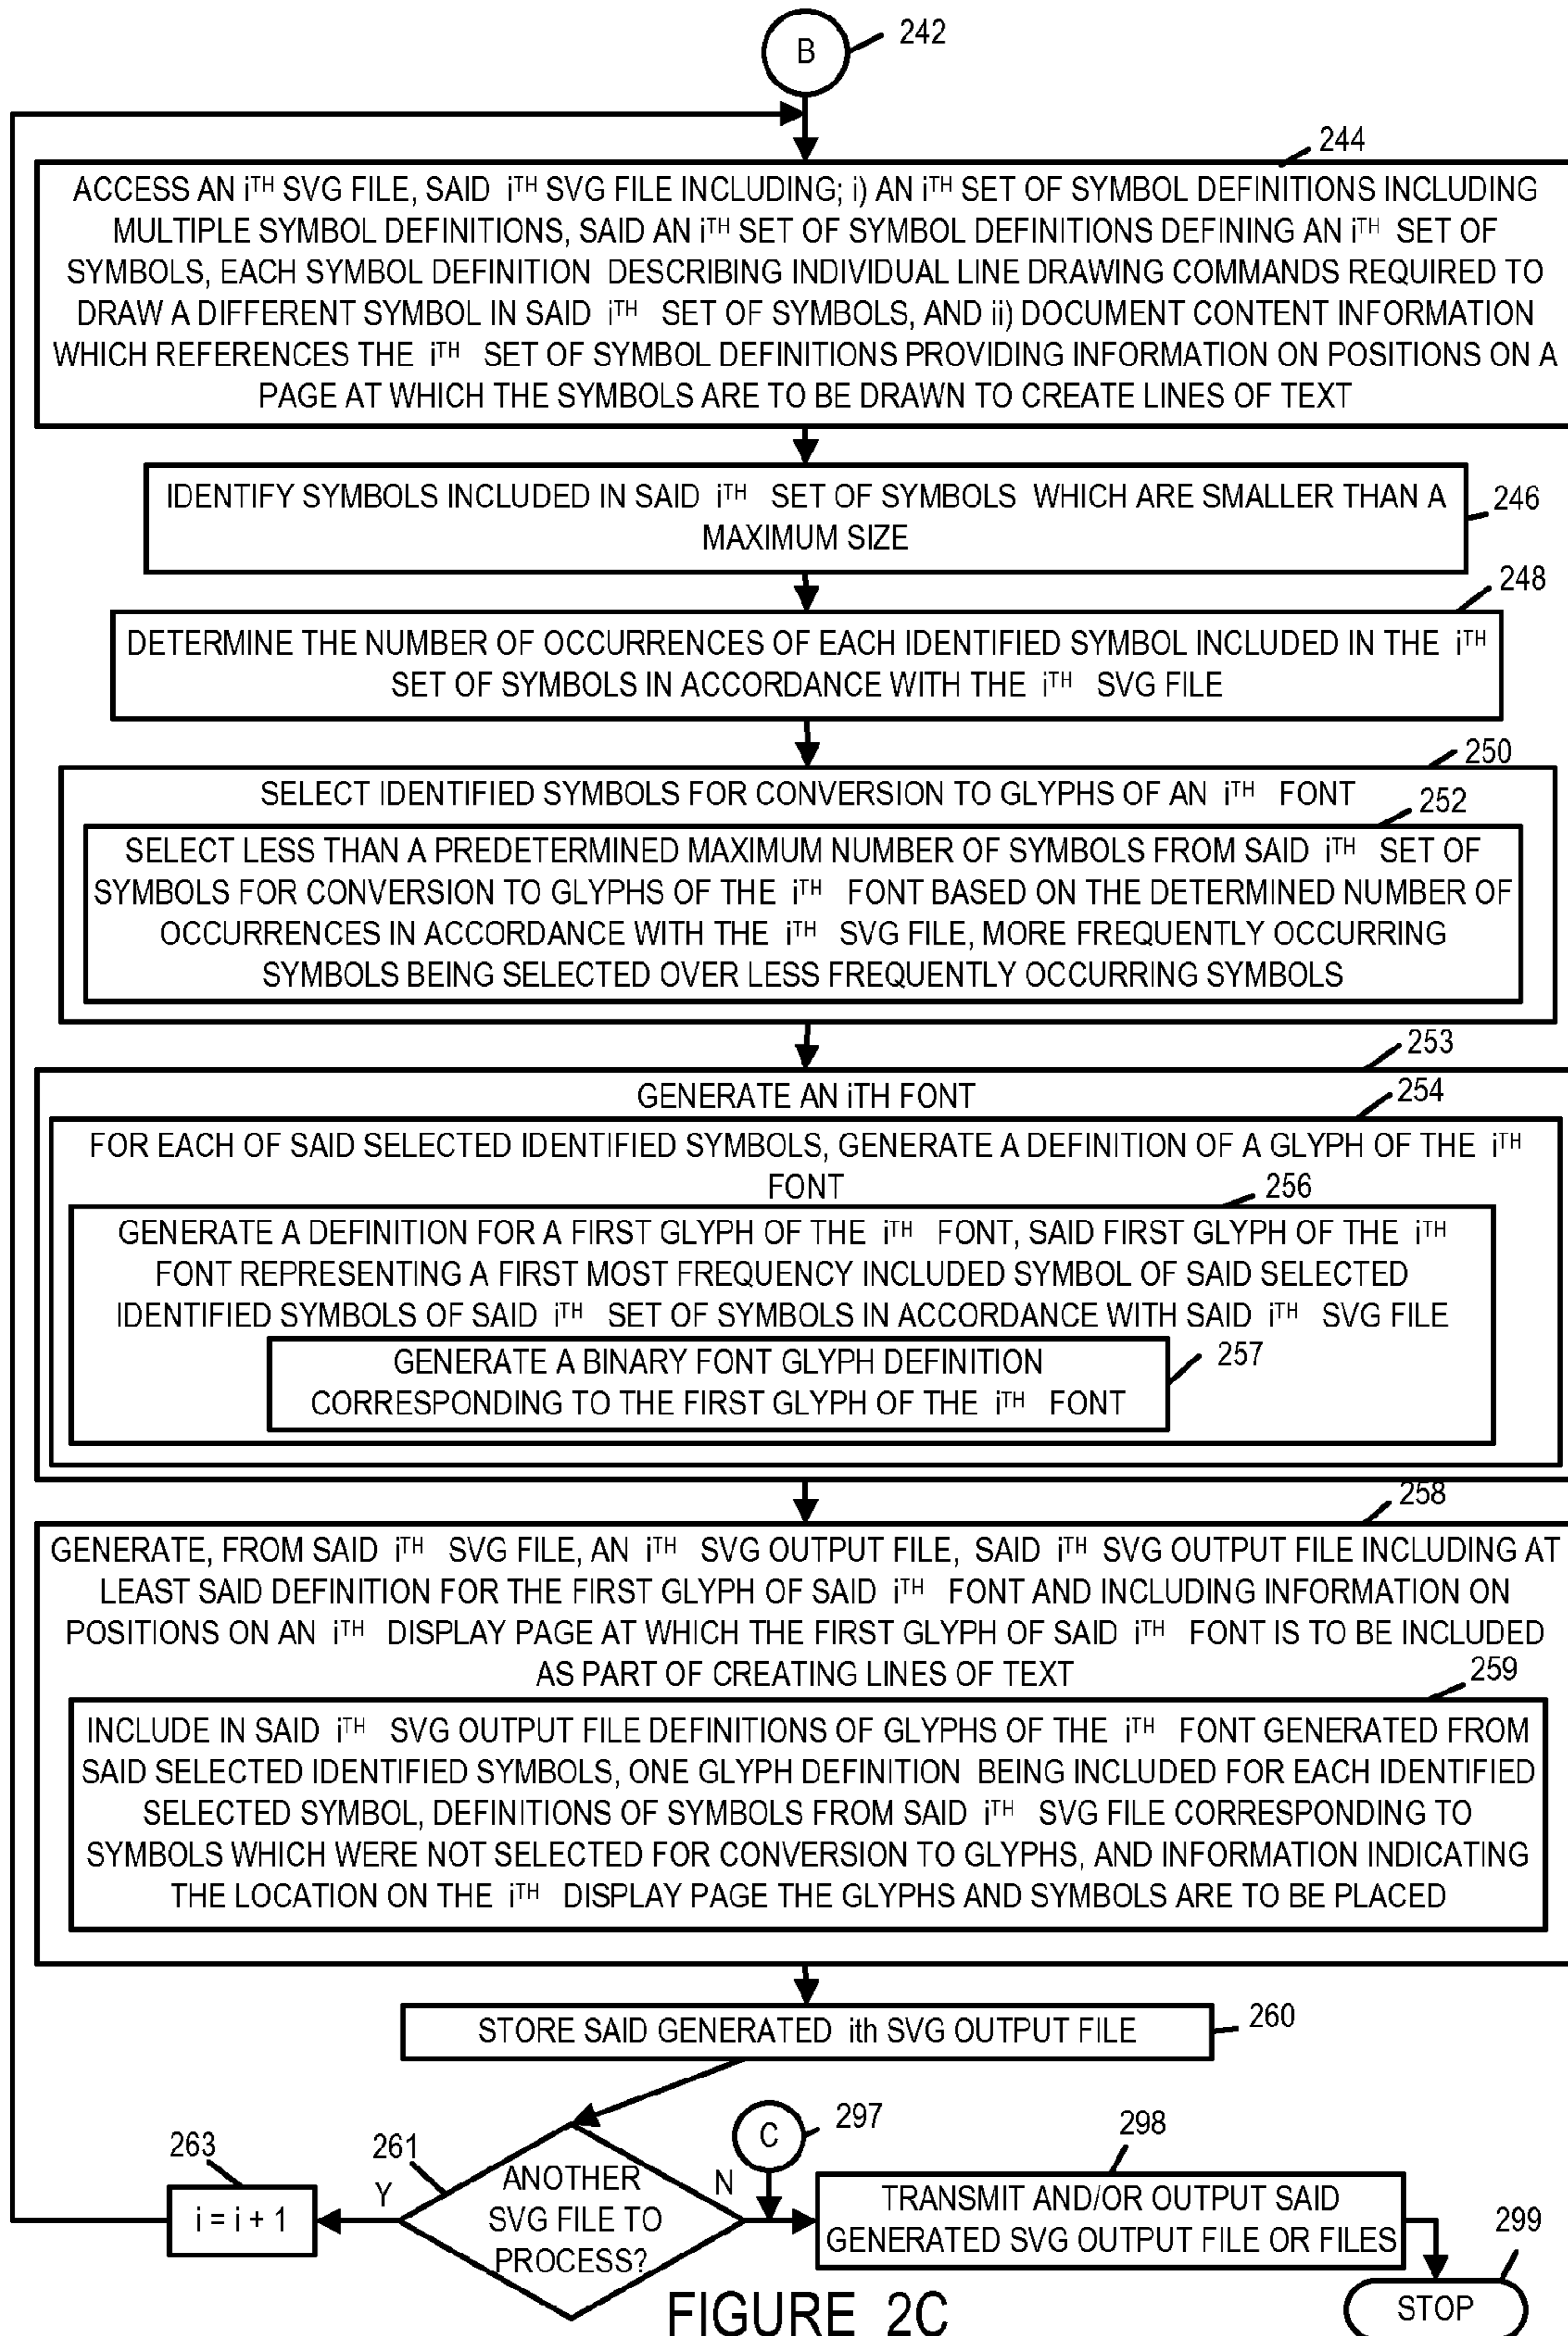 B
242
244
ACCESS AN iTH SVG FILE, SAID iTH SVG FILE INCLUDING; i) AN iTH SET OF SYMBOL DEFINITIONS INCLUDING
MULTIPLE SYMBOL DEFINITIONS, SAID AN iTH SET OF SYMBOL DEFINITIONS DEFINING AN iTH SET OF
SYMBOLS, EACH SYMBOL DEFINITION DESCRIBING INDIVIDUAL LINE DRAWING COMMANDS REQUIRED TO
DRAW A DIFFERENT SYMBOL IN SAID iTH SET OF SYMBOLS, AND ii) DOCUMENT CONTENT INFORMATION
WHICH REFERENCES THE iTH SET OF SYMBOL DEFINITIONS PROVIDING INFORMATION ON POSITIONS ON A
PAGE AT WHICH THE SYMBOLS ARE TO BE DRAWN TO CREATE LINES OF TEXT
IDENTIFY SYMBOLS INCLUDED IN SAID iTH SET OF SYMBOLS WHICH ARE SMALLER THAN A
MAXIMUM SIZE
246
248
DETERMINE THE NUMBER OF OCCURRENCES OF EACH IDENTIFIED SYMBOL INCLUDED IN THE iTH
SET OF SYMBOLS IN ACCORDANCE WITH THE iTH SVG FILE
250
SELECT IDENTIFIED SYMBOLS FOR CONVERSION TO GLYPHS OF AN iTH FONT
252
SELECT LESS THAN A PREDETERMINED MAXIMUM NUMBER OF SYMBOLS FROM SAID iTH SET OF
SYMBOLS FOR CONVERSION TO GLYPHS OF THE iTH FONT BASED ON THE DETERMINED NUMBER OF
OCCURRENCES IN ACCORDANCE WITH THE iTH SVG FILE, MORE FREQUENTLY OCCURRING
SYMBOLS BEING SELECTED OVER LESS FREQUENTLY OCCURRING SYMBOLS
253
GENERATE AN iTH FONT
254
FOR EACH OF SAID SELECTED IDENTIFIED SYMBOLS, GENERATE A DEFINITION OF A GLYPH OF THE iTH
FONT
256
GENERATE A DEFINITION FOR A FIRST GLYPH OF THE iTH FONT, SAID FIRST GLYPH OF THE iTH
FONT REPRESENTING A FIRST MOST FREQUENCY INCLUDED SYMBOL OF SAID SELECTED
IDENTIFIED SYMBOLS OF SAID iTH SET OF SYMBOLS IN ACCORDANCE WITH SAID iTH SVG FILE
GENERATE A BINARY FONT GLYPH DEFINITION
CORRESPONDING TO THE FIRST GLYPH OF THE iTH FONT
257
258
GENERATE, FROM SAID iTH SVG FILE, AN iTH SVG OUTPUT FILE, SAID iTH SVG OUTPUT FILE INCLUDING AT
LEAST SAID DEFINITION FOR THE FIRST GLYPH OF SAID iTH FONT AND INCLUDING INFORMATION ON
POSITIONS ON AN iTH DISPLAY PAGE AT WHICH THE FIRST GLYPH OF SAID iTH FONT IS TO BE INCLUDED
AS PART OF CREATING LINES OF TEXT
259
INCLUDE IN SAID iTH SVG OUTPUT FILE DEFINITIONS OF GLYPHS OF THE iTH FONT GENERATED FROM
SAID SELECTED IDENTIFIED SYMBOLS, ONE GLYPH DEFINITION BEING INCLUDED FOR EACH IDENTIFIED
SELECTED SYMBOL, DEFINITIONS OF SYMBOLS FROM SAID iTH SVG FILE CORRESPONDING TO
SYMBOLS WHICH WERE NOT SELECTED FOR CONVERSION TO GLYPHS, AND INFORMATION INDICATING
THE LOCATION ON THE iTH DISPLAY PAGE THE GLYPHS AND SYMBOLS ARE TO BE PLACED
STORE SAID GENERATED ith SVG OUTPUT FILE
260
263
i = i + 1
Y
261
ANOTHER
SVG FILE TO
PROCESS?
N
C
297
298
TRANSMIT AND/OR OUTPUT SAID
GENERATED SVG OUTPUT FILE OR FILES
299
STOP
FIGURE 2C